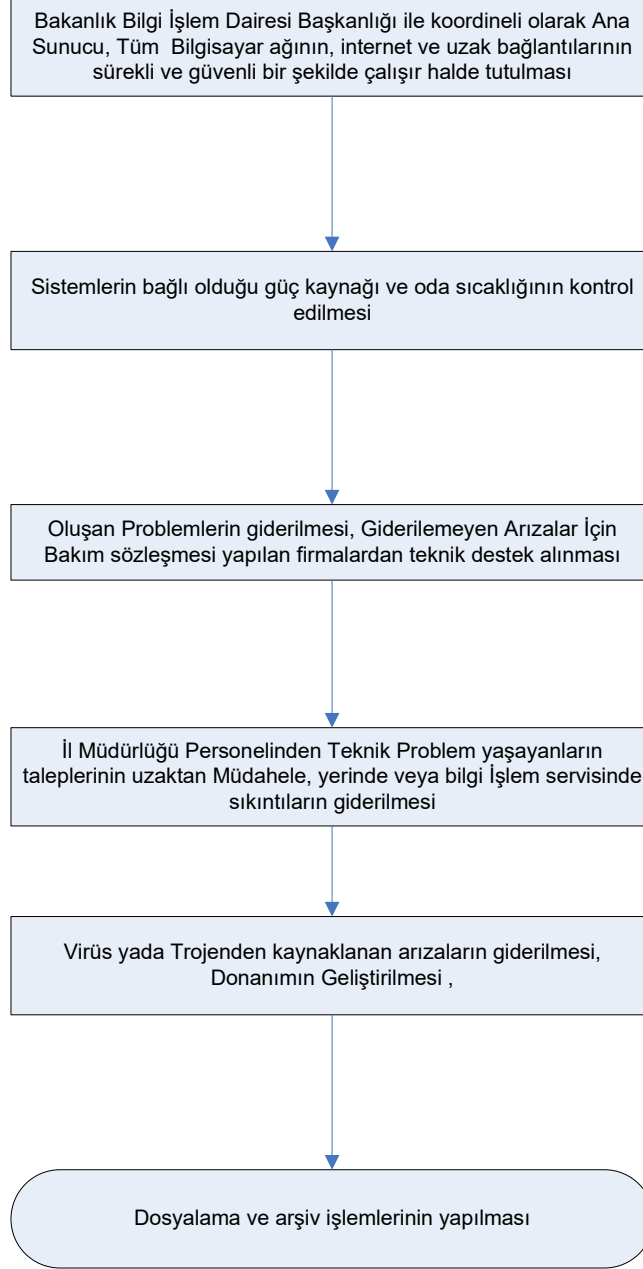 Bakanlık Bilgi İşlem Dairesi Başkanlığı ile koordineli olarak Ana
Sunucu, Tüm  Bilgisayar ağının, internet ve uzak bağlantılarının
sürekli ve güvenli bir şekilde çalışır halde tutulması
Sistemlerin bağlı olduğu güç kaynağı ve oda sıcaklığının kontrol
edilmesi
Oluşan Problemlerin giderilmesi, Giderilemeyen Arızalar İçin
Bakım sözleşmesi yapılan firmalardan teknik destek alınması
İl Müdürlüğü Personelinden Teknik Problem yaşayanların
taleplerinin uzaktan Müdahele, yerinde veya bilgi İşlem servisinde
sıkıntıların giderilmesi
Virüs yada Trojenden kaynaklanan arızaların giderilmesi,
Donanımın Geliştirilmesi ,
Dosyalama ve arşiv işlemlerinin yapılması